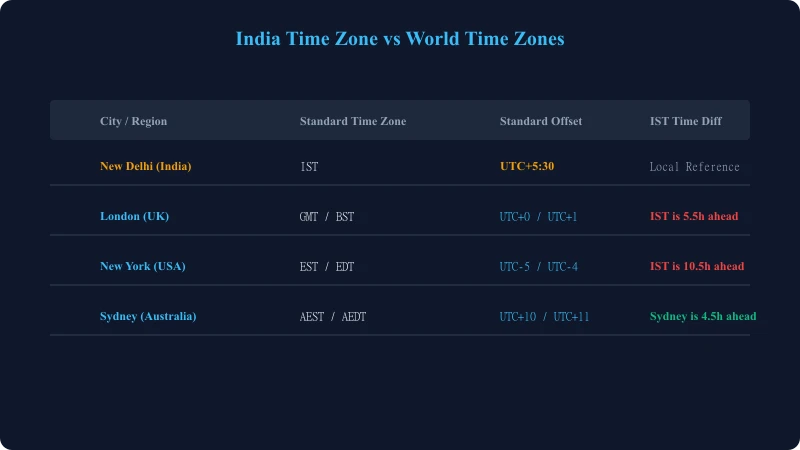 India Time Zone vs World Time Zones
City / Region Standard Time Zone Standard Offset IST Time Diff
New Delhi (India) IST UTC+5:30 Local Reference
London (UK) GMT / BST UTC+0 / UTC+1 IST is 5.5h ahead
New York (USA) EST / EDT UTC-5 / UTC-4 IST is 10.5h ahead
Sydney (Australia) AEST / AEDT UTC+10 / UTC+11 Sydney is 4.5h ahead